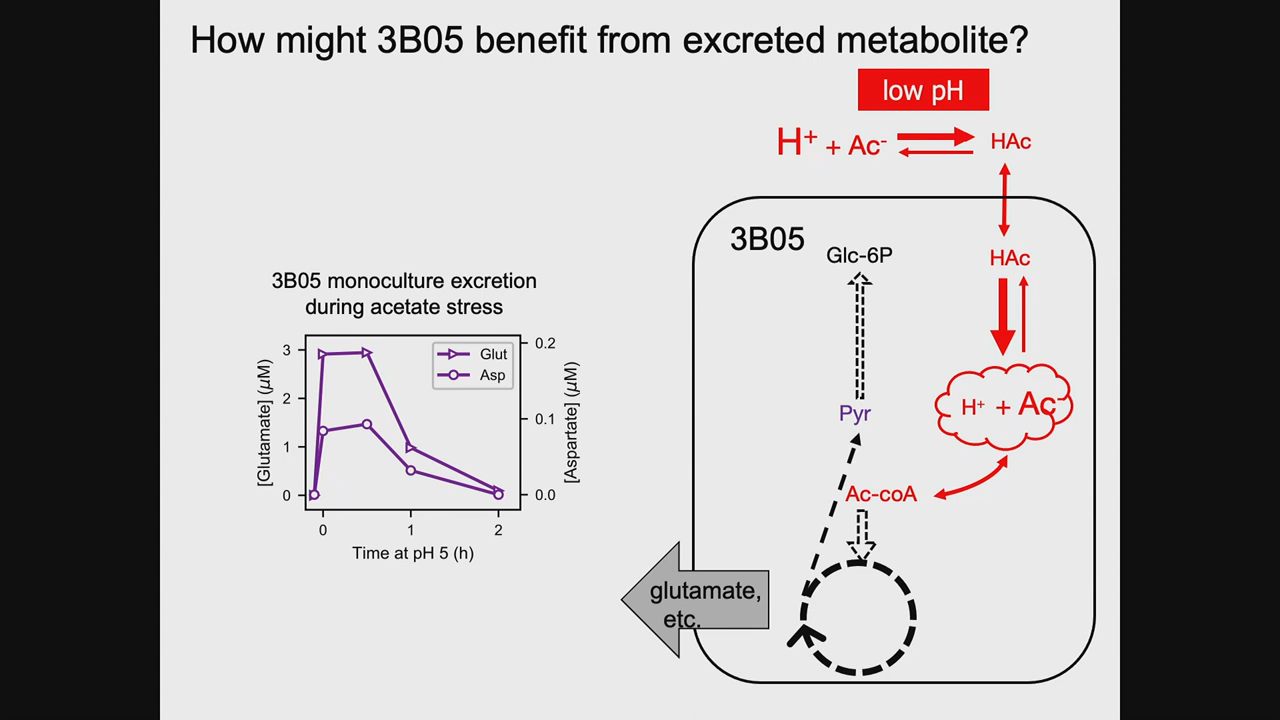 How might 3B05 benefit from excreted metabolite?
low pH
H⁺ + Ac⁻
HAc
3B05
Glc-6P
HAc
3B05 monoculture excretion
during acetate stress
3
2
1
0
[Glutamate] (µM)
Glut
Asp
0.2
0.1
0.0
[Aspartate] (µM)
0
1
2
Time at pH 5 (h)
Pyr
H⁺ + Ac⁻
Ac-coA
glutamate,
etc.